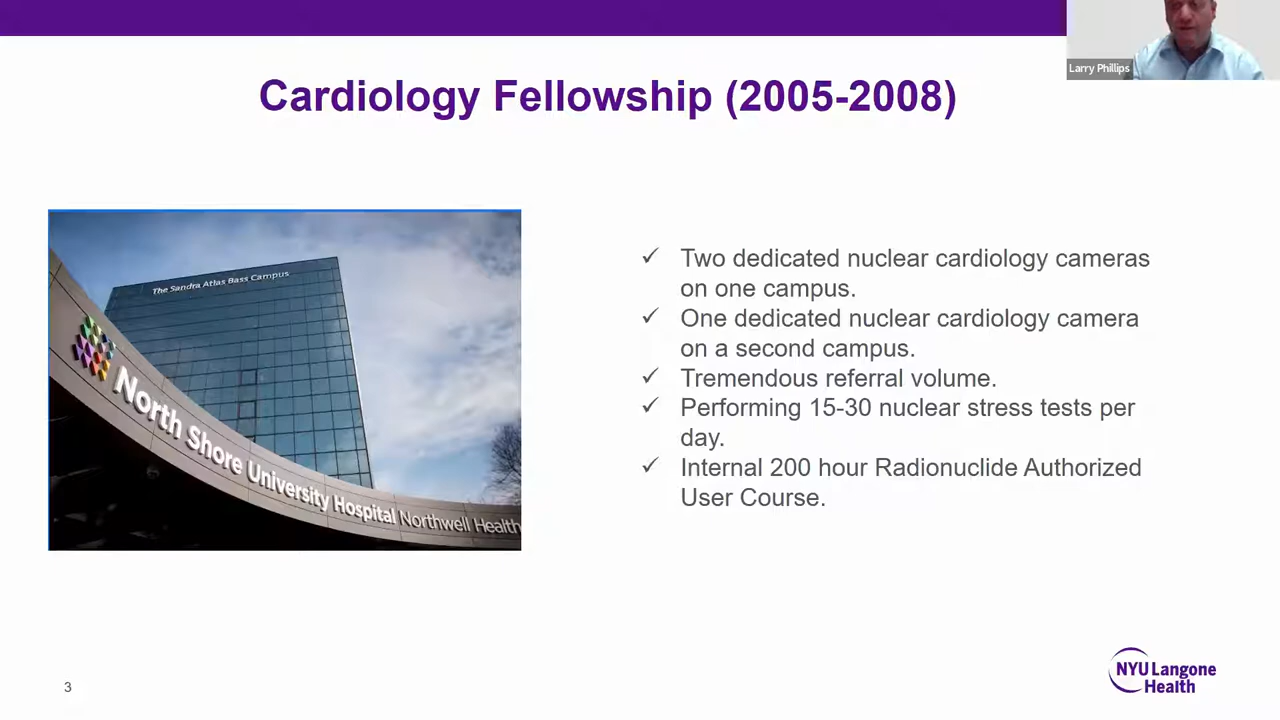 Larry Phillips
Cardiology Fellowship (2005-2008)
The Sandra Atlas Bass Campus
North Shore University Hospital Northwell Health
✓ Two dedicated nuclear cardiology cameras
on one campus.
✓ One dedicated nuclear cardiology camera
on a second campus.
✓ Tremendous referral volume.
✓ Performing 15-30 nuclear stress tests per
day.
✓ Internal 200 hour Radionuclide Authorized
User Course.
3
NYU Langone
Health